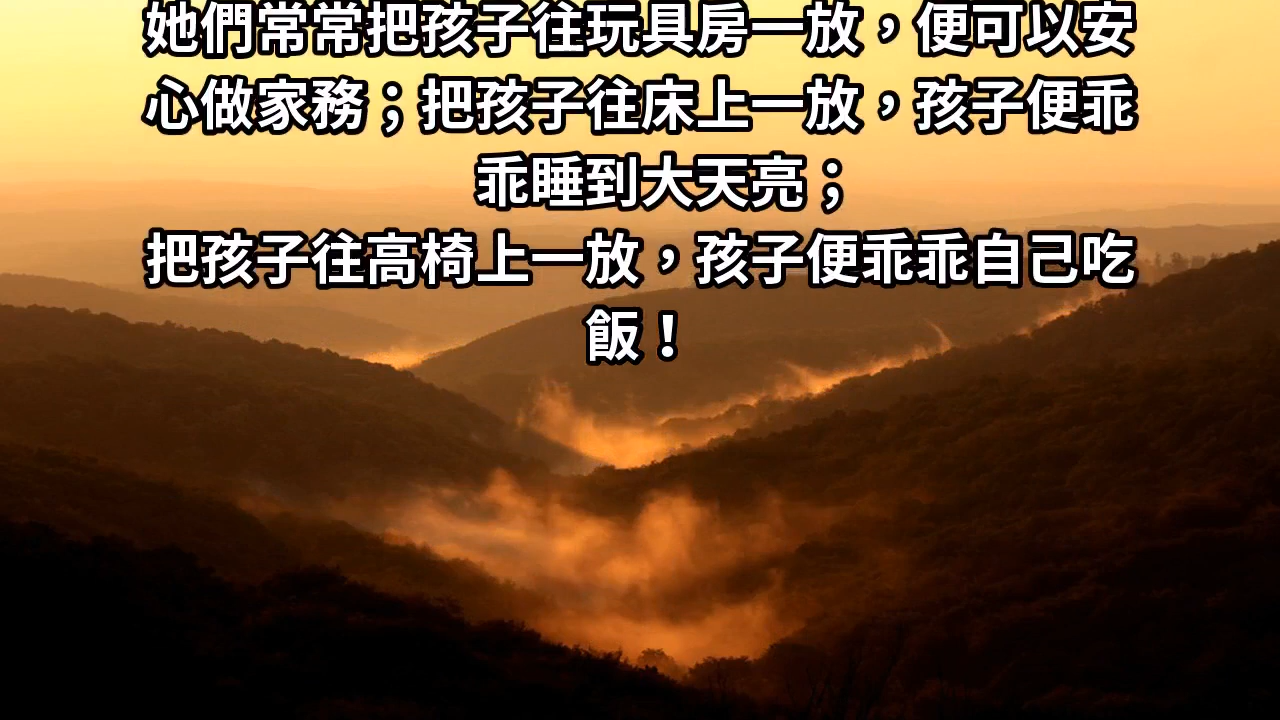 她們常常把孩子往玩具房一放，便可以安
心做家務；把孩子往床上一放，孩子便乖
乖睡到大天亮；
把孩子往高椅上一放，孩子便乖乖自己吃
飯！